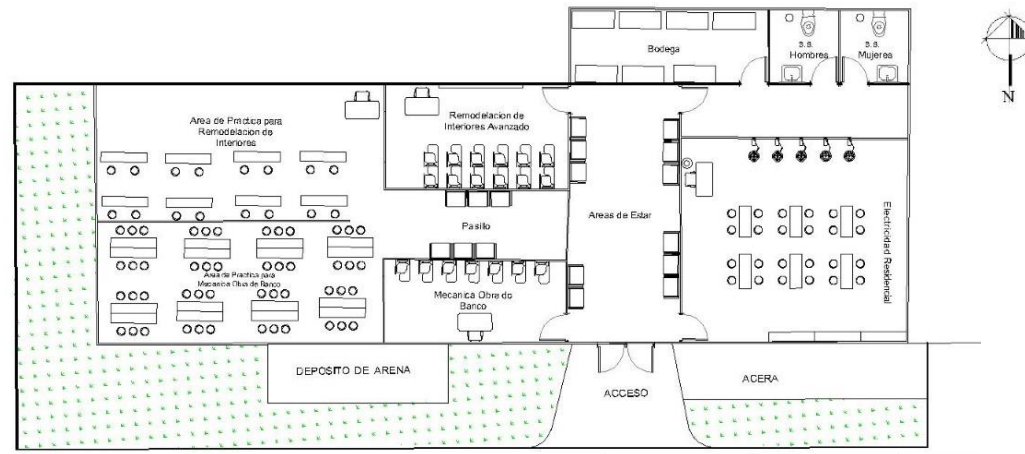 Bodega
S.S.
Hombres
S.S.
Mujeres
N
Area de Practica para
Remodelacion de
Interiores
Remodelacion de
Interiores Avanzado
Pasillo
Areas de Estar
Electricidad Residencial
Area de Practica para
Mecanica Obra de Banco
Mecanica Obra de
Banco
DEPOSITO DE ARENA
ACCESO
ACERA